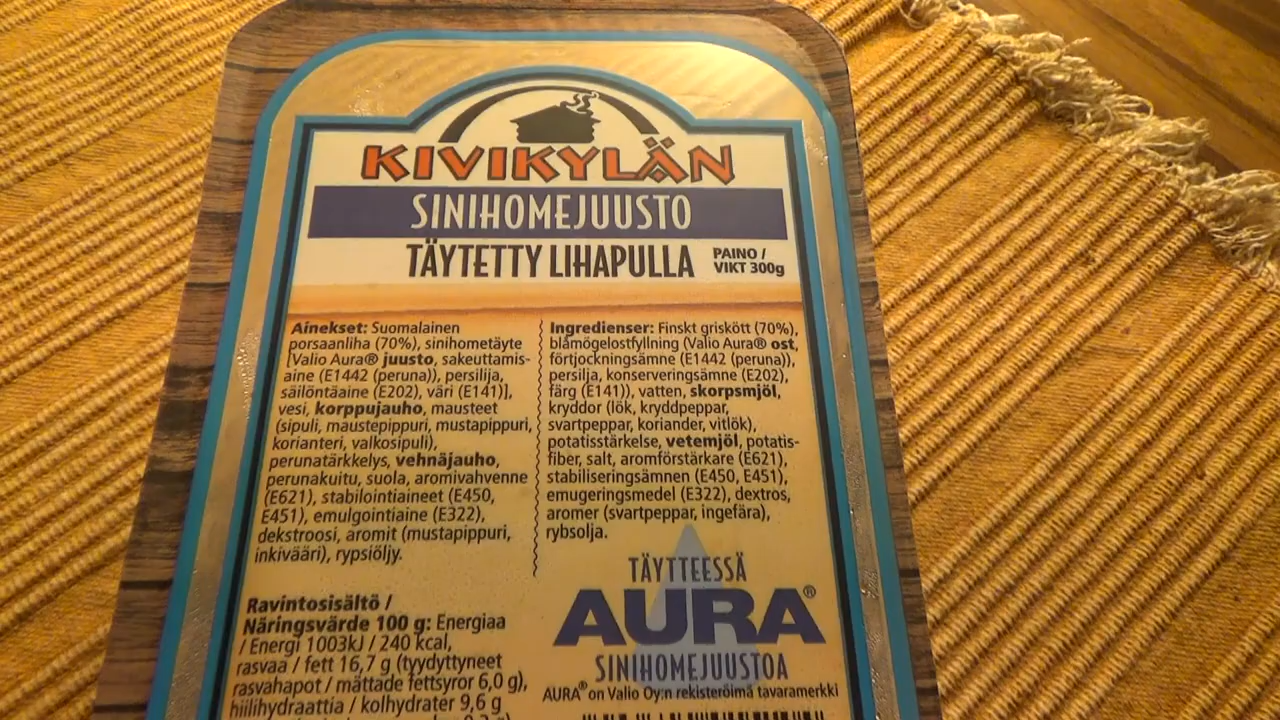 KIVIKYLÄN
SINIHOMEJUUSTO
TÄYTETTY LIHAPULLA
PAINO /
VIKT 300g
Ainekset: Suomalainen
porsaanliha (70%), sinihometäyte
[Valio Aura® juusto, sakeuttamis-
aine (E1442 (peruna)), persilija,
säilöntäaine (E202), väri (E141)],
vesi, korppujauho, mausteet
(sipuli, maustepippuri, mustapippuri,
korianteri, valkosipuli),
perunatärkkelys, vehnäjauho,
perunakuitu, suola, aromivahvenne
(E621), stabilointiaineet (E450,
E451), emulgointiaine (E322),
dekstroosi, aromit (mustapippuri,
inkivääri), rypsiöljy.
Ingredienser: Finskt griskött (70%),
blåmögelostfyllning (Valio Aura® ost,
förtjockningsämne (E1442 (peruna)),
persilja, konserveringsämne (E202),
färg (E141)), vatten, skorpsmjöl,
kryddor (lök, kryddpeppar,
svartpeppar, koriander, vitlök),
potatisstärkelse, vetemjöl, potatis-
fiber, salt, aromförstärkare (E621),
stabiliseringsämnen (E450, E451),
emugeringsmedel (E322), dextros,
aromer (svartpeppar, ingefära),
rybsolja.
Ravintosisältö /
Näringsvärde 100 g: Energiaa
/ Energi 1003kJ / 240 kcal,
rasvaa / fett 16,7 g (tyydyttyneet
rasvahapot / mättade fettsyror 6,0 g),
hiilihydraattia / kolhydrater 9,6 g
TÄYTTEESSÄ
AURA®
SINIHOMEJUUSTOA
AURA® on Valio Oy:n rekisteröimä tavaramerkki